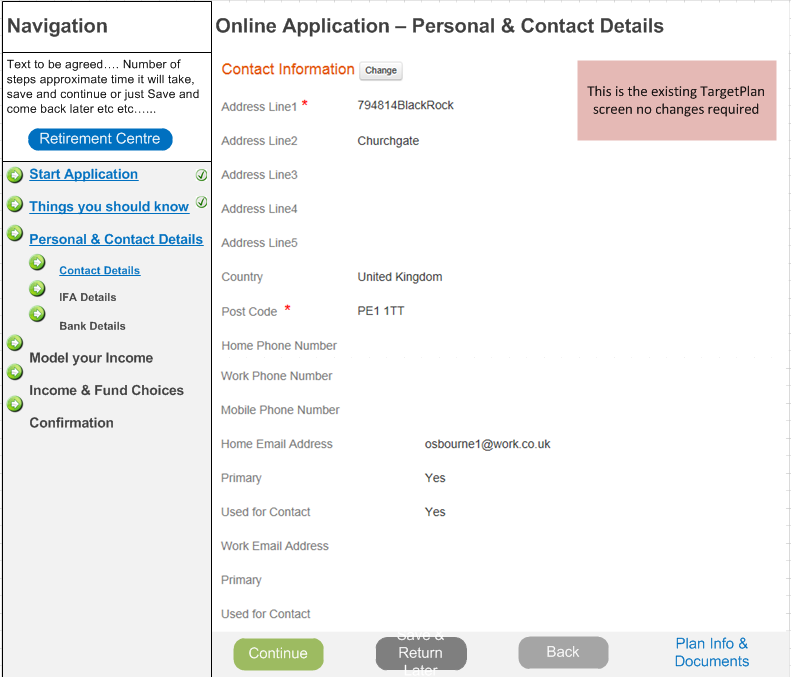 Navigation
Text to be agreed…. Number of
steps approximate time it will take,
save and continue or just Save and
come back later etc etc…...
Retirement Centre
Start Application
Things you should know
Personal & Contact Details
Contact Details
IFA Details
Bank Details
Model your Income
Income & Fund Choices
Confirmation
Online Application – Personal & Contact Details
Contact Information Change
This is the existing TargetPlan
screen no changes required
Address Line1 * 794814BlackRock
Address Line2 Churchgate
Address Line3
Address Line4
Address Line5
Country United Kingdom
Post Code * PE1 1TT
Home Phone Number
Work Phone Number
Mobile Phone Number
Home Email Address osbourne1@work.co.uk
Primary Yes
Used for Contact Yes
Work Email Address
Primary
Used for Contact
Continue
Save &
Return
Later
Back
Plan Info &
Documents